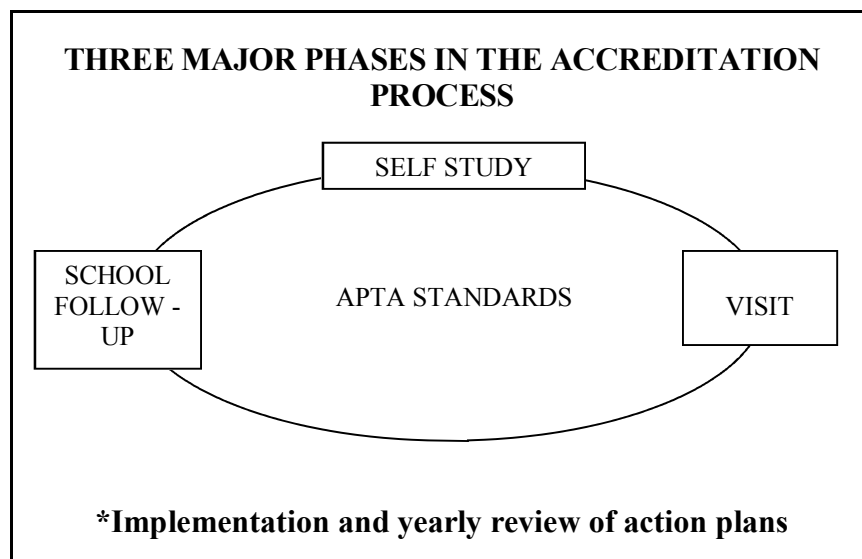 THREE MAJOR PHASES IN THE ACCREDITATION
PROCESS
SELF STUDY
SCHOOL
FOLLOW -
UP
APTA STANDARDS
VISIT
*Implementation and yearly review of action plans